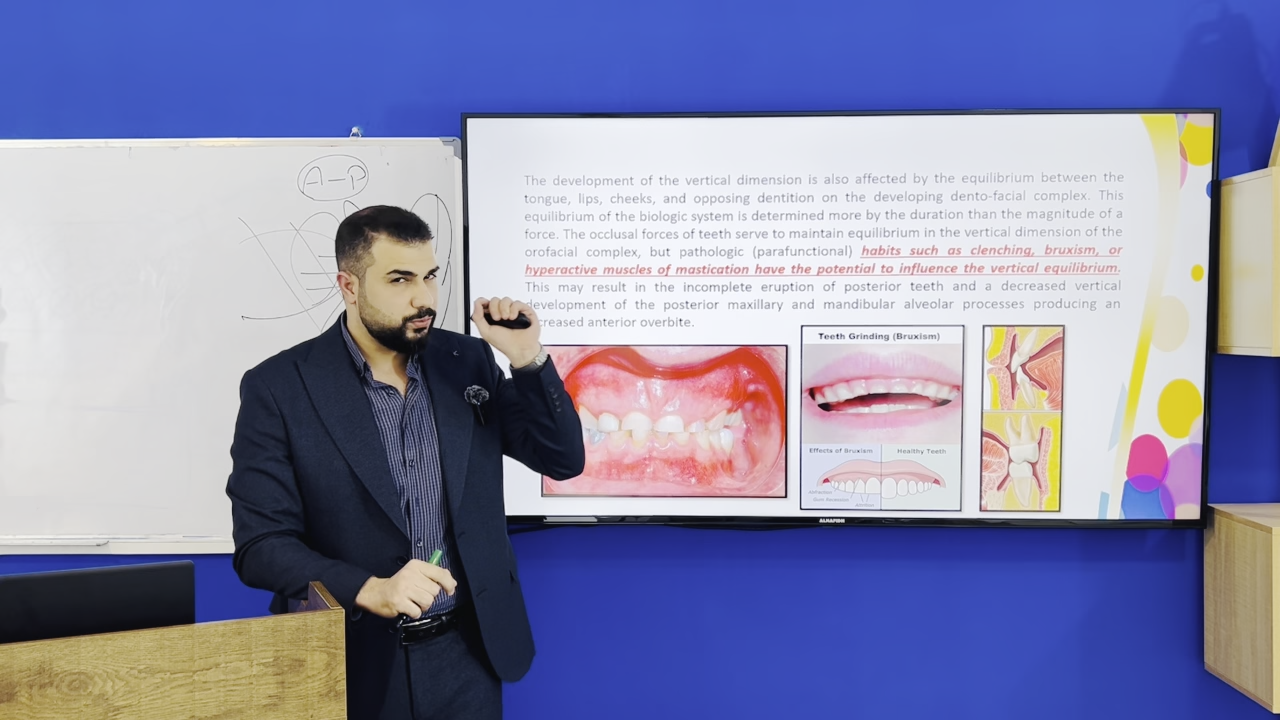 A-P
The development of the vertical dimension is also affected by the equilibrium between the
tongue, lips, cheeks, and opposing dentition on the developing dento-facial complex. This
equilibrium of the biologic system is determined more by the duration than the magnitude of a
force. The occlusal forces of teeth serve to maintain equilibrium in the vertical dimension of the
orofacial complex, but pathologic (parafunctional) habits such as clenching, bruxism, or
hyperactive muscles of mastication have the potential to influence the vertical equilibrium.
This may result in the incomplete eruption of posterior teeth and a decreased vertical
development of the posterior maxillary and mandibular alveolar processes producing an
creased anterior overbite.
Teeth Grinding (Bruxism)
Effects of Bruxism
Healthy Teeth
Gum Recession
ALHAFIDH